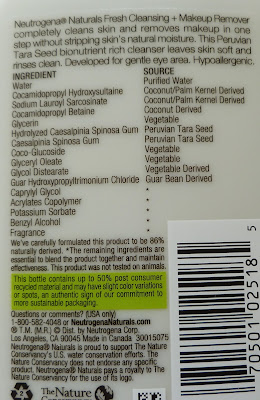 Neutrogena® Naturals Fresh Cleansing + Makeup Remover
completely cleans skin and removes makeup in one
step without stripping skin's natural moisture. This Peruvian
Tara Seed bionutrient rich cleanser leaves skin soft and
rinses clean. Developed for gentle eye area. Hypoallergenic.
INGREDIENT SOURCE
Water Purified Water
Cocamidopropyl Hydroxysultaine Coconut/Palm Kernel Derived
Sodium Lauroyl Sarcosinate Coconut/Palm Kernel Derived
Cocamidopropyl Betaine Coconut Derived
Glycerin Vegetable
Hydrolyzed Caesalpinia Spinosa Gum Peruvian Tara Seed
Caesalpinia Spinosa Gum Peruvian Tara Seed
Coco-Glucoside Vegetable
Glyceryl Oleate Vegetable
Glycol Distearate Vegetable Derived
Guar Hydroxypropyltrimonium Chloride Guar Bean Derived
Caprylyl Glycol *
Acrylates Copolymer *
Potassium Sorbate *
Benzyl Alcohol *
Fragrance *
We've carefully formulated this product to be 86%
naturally derived. *The remaining ingredients are
essential to blend the product together and maintain
effectiveness. This product was not tested on animals.
This bottle contains up to 50% post consumer
recycled material and may have slight color variations
or spots, an authentic sign of our commitment to
more sustainable packaging.
Questions or comments? (USA only)
1-800-582-4048 or NeutrogenaNaturals.com
® T.M. (M.R.) Dist. by Neutrogena Corp.
Los Angeles, CA 90045 Made in Canada 30015075
Neutrogena® Naturals is proud to support The Nature
Conservancy's U.S. water conservation efforts. The
Nature Conservancy does not endorse any specific
product. Neutrogena® Naturals pays a royalty to The
Nature Conservancy for the use of its logo.
2
The Nature
Conservancy
70501 02518 5